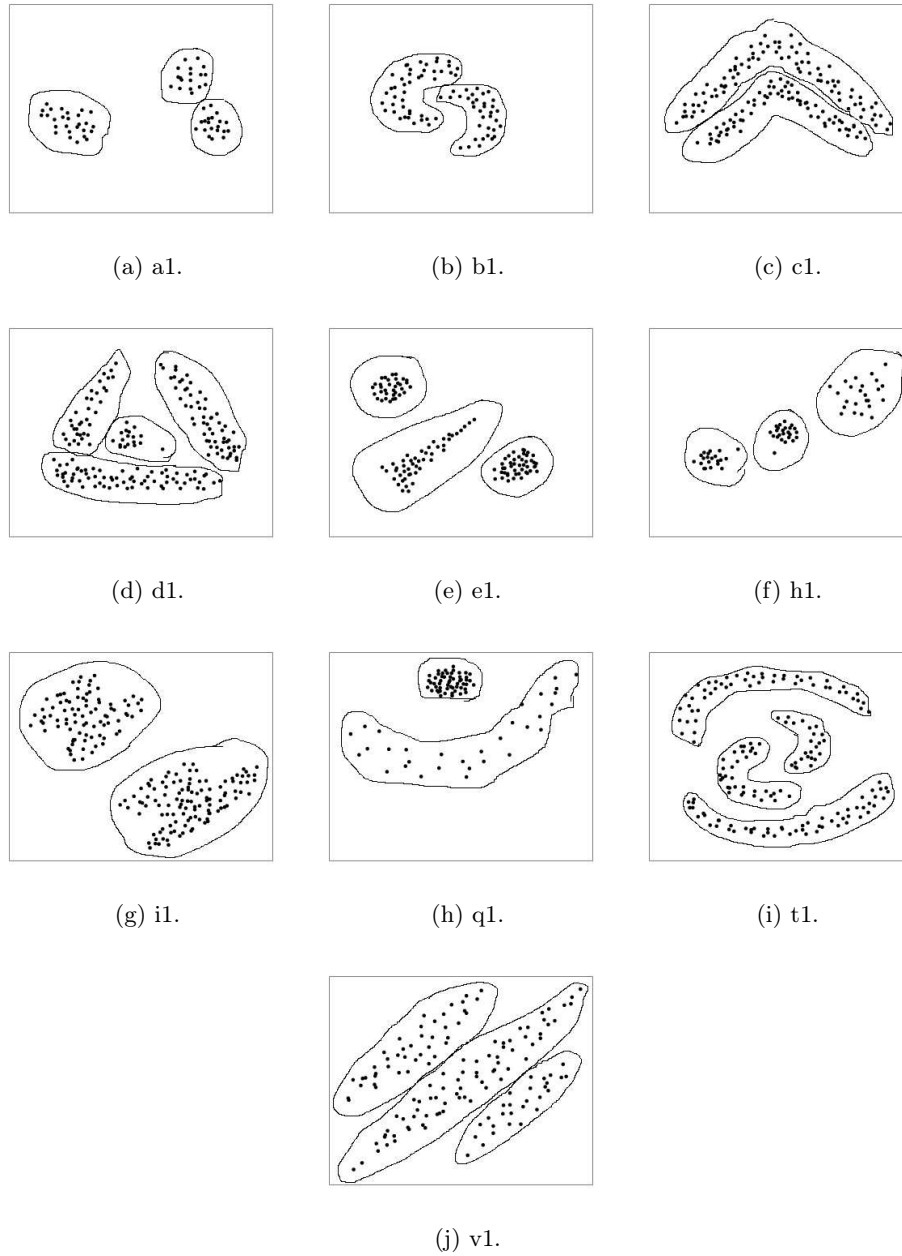 (a) a1.
(b) b1.
(c) c1.
(d) d1.
(e) e1.
(f) h1.
(g) i1.
(h) q1.
(i) t1.
(j) v1.